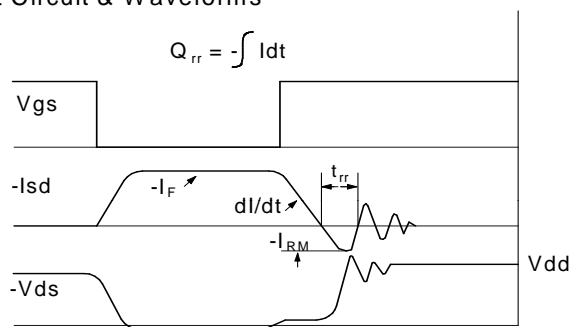 Circuit & Waveforms
Q rr = -∫ Idt
Vgs
-Isd
-I F
dI/dt
t rr
-I RM
Vdd
-Vds